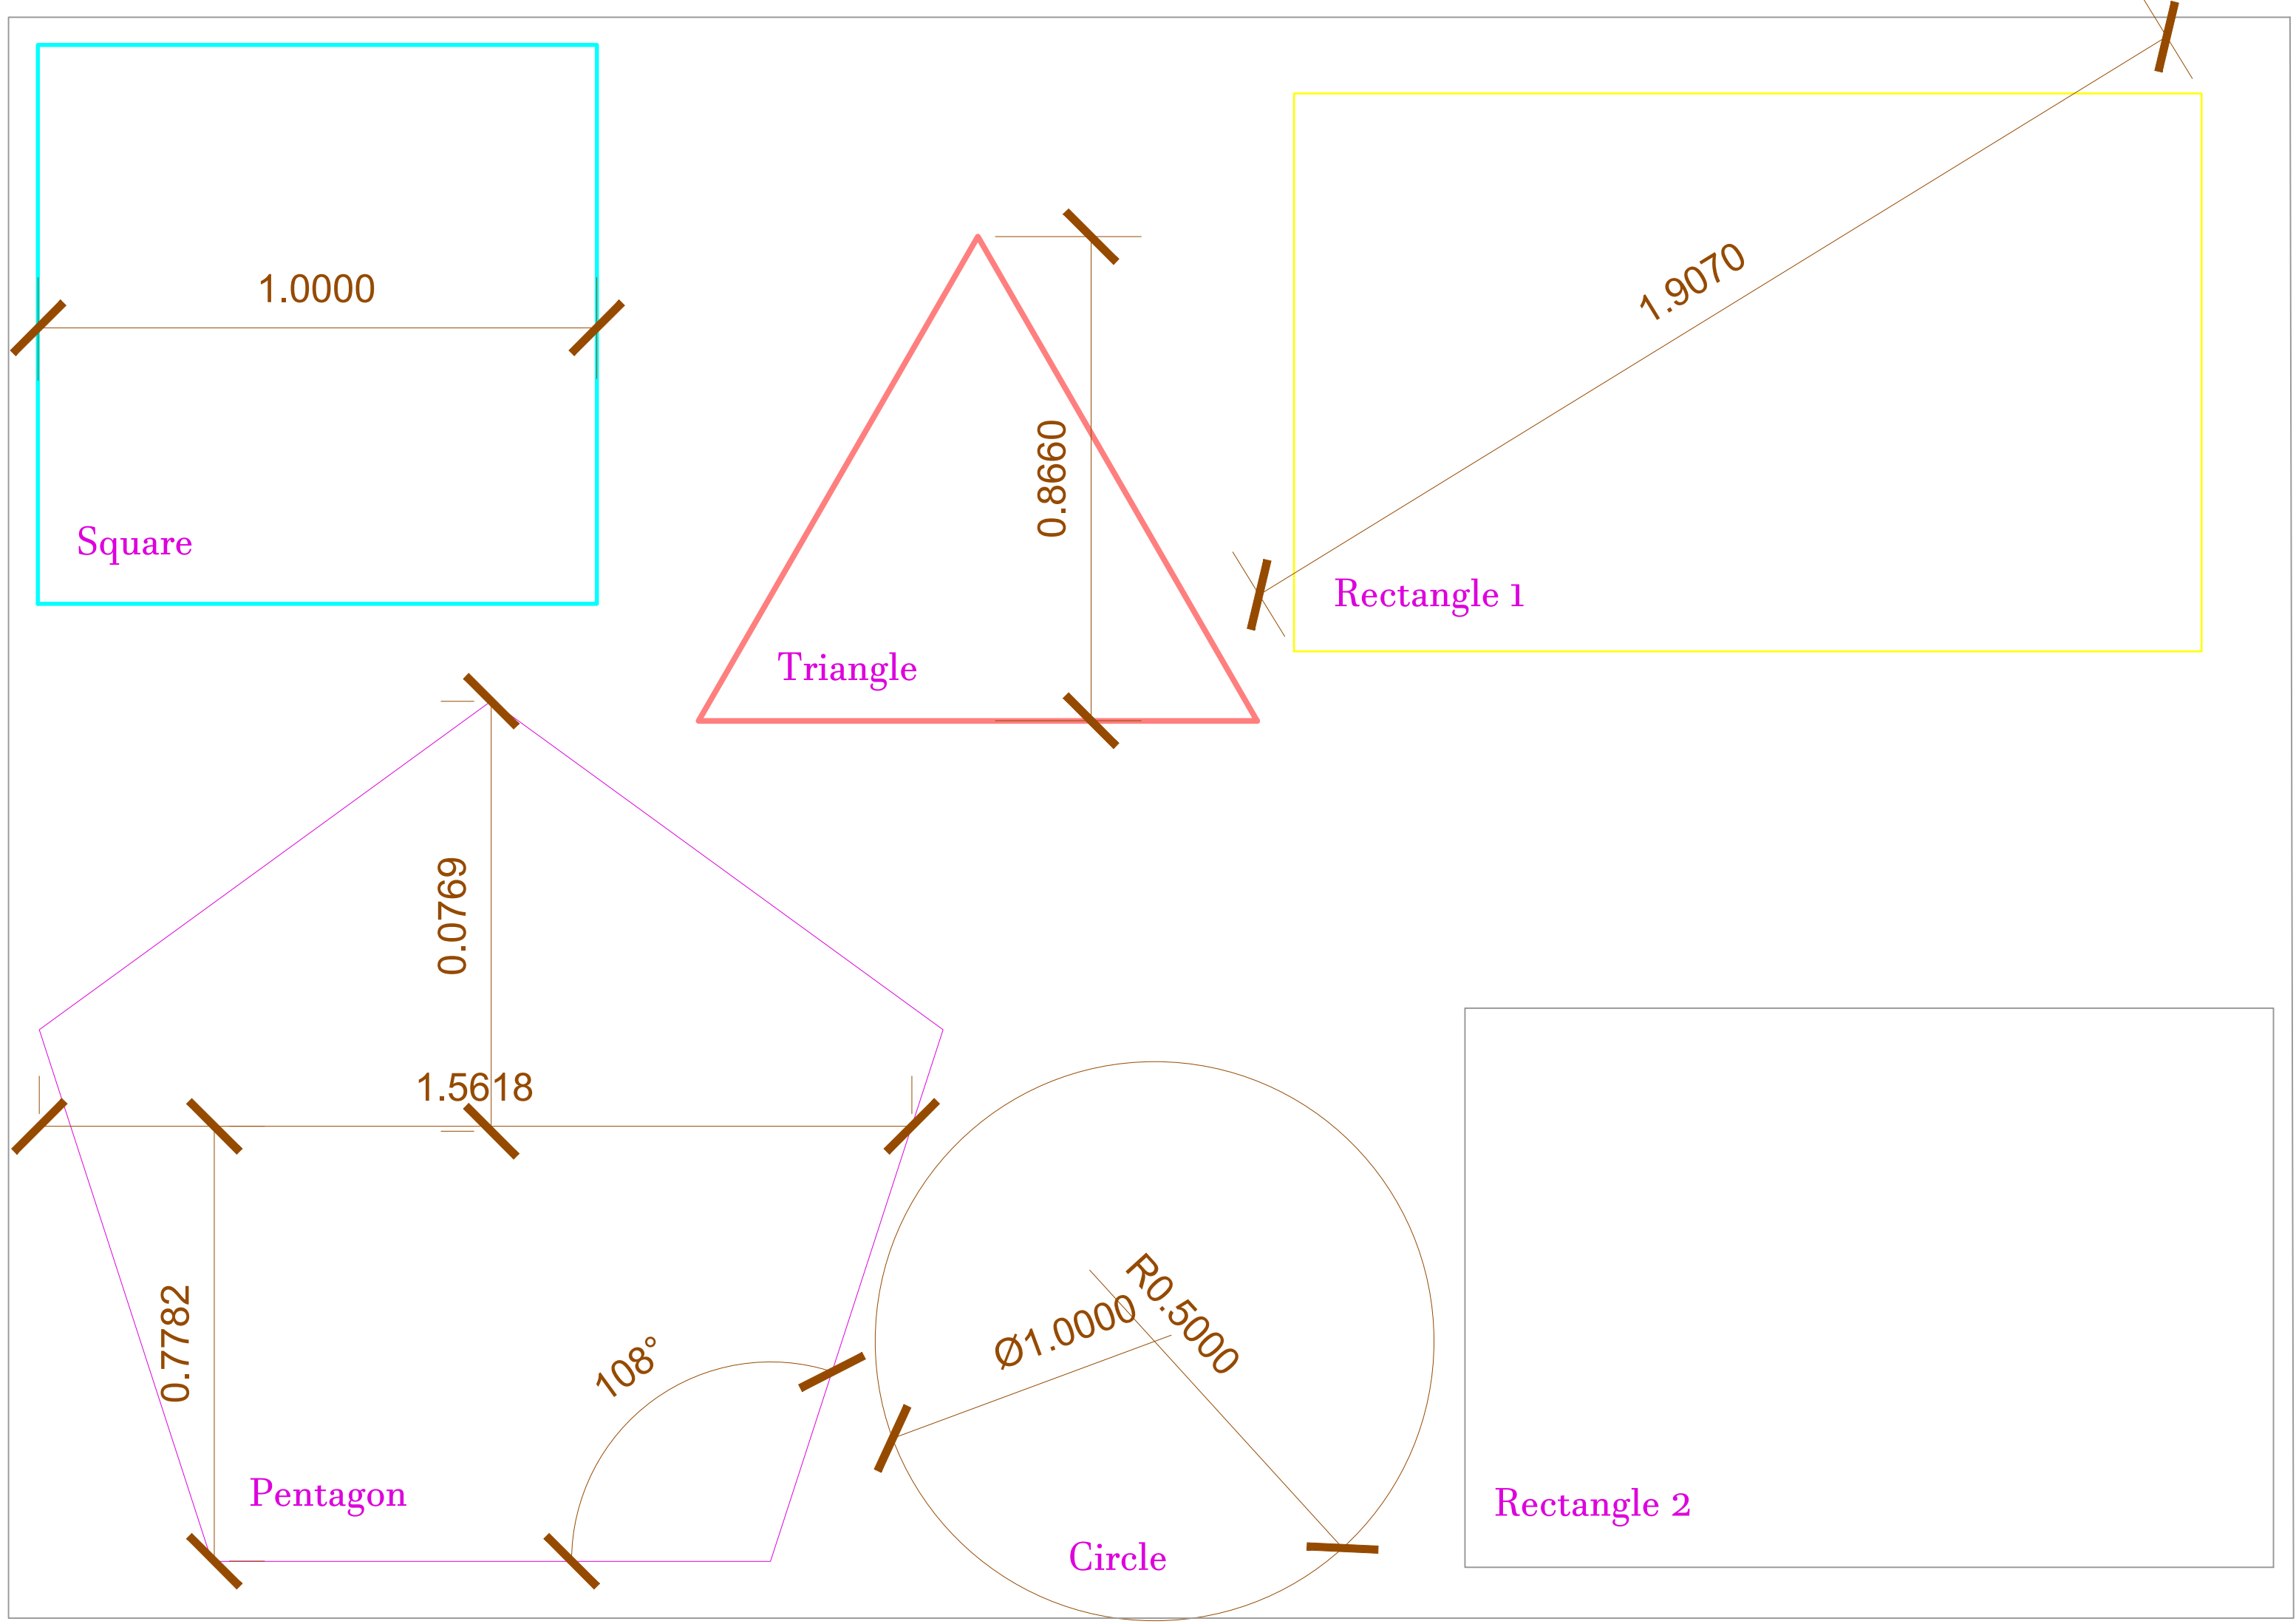 1.0000
Square
0.8660
Triangle
1.9070
Rectangle 1
0.0769
1.5618
0.7782
108°
Pentagon
Ø1.0000
R0.5000
Circle
Rectangle 2